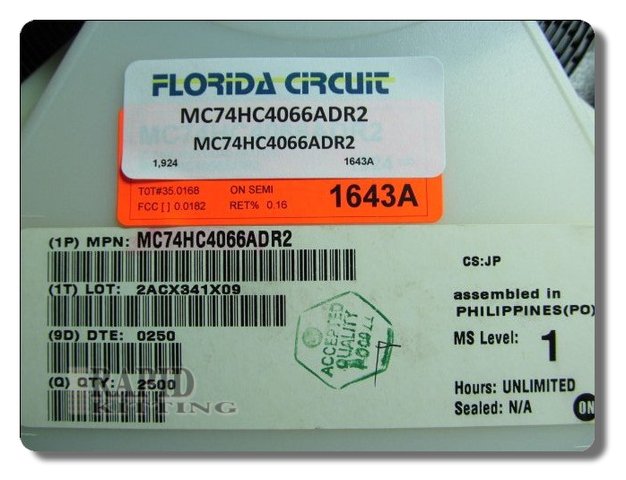 FLORIDA CIRCUIT
MC74HC4066ADR2
MC74HC4066ADR2
1,924 1643A
TOT#35.0168 ON SEMI
FCC [ ] 0.0182 RET% 0.16 1643A
(1P) MPN: MC74HC4066ADR2
CS:JP
(1T) LOT: 2ACX341X09
assembled in
PHILIPPINES(PO)
(9D) DTE: 0250
MS Level: 1
ACCEPTED
QUALITY
(Q) QTY: 2500
Hours: UNLIMITED
Sealed: N/A
ON
RAPID
KITTING